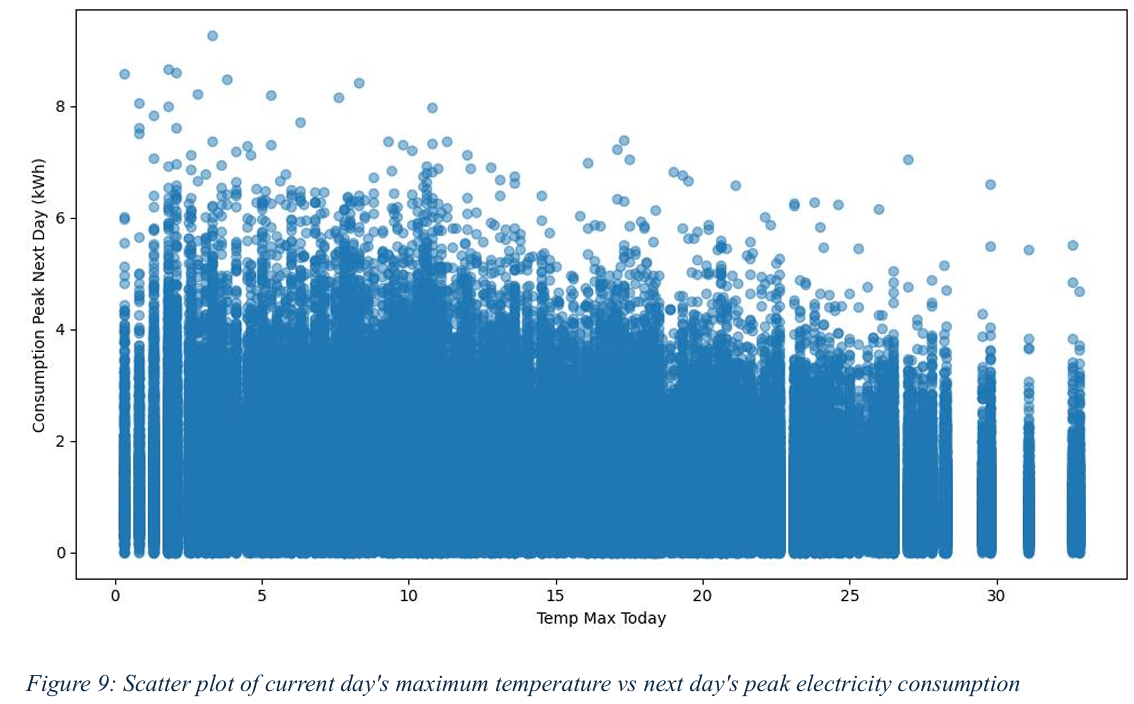 8
6
4
2
0
Consumption Peak Next Day (kWh)
0 5 10 15 20 25 30
Temp Max Today
Figure 9: Scatter plot of current day's maximum temperature vs next day's peak electricity consumption